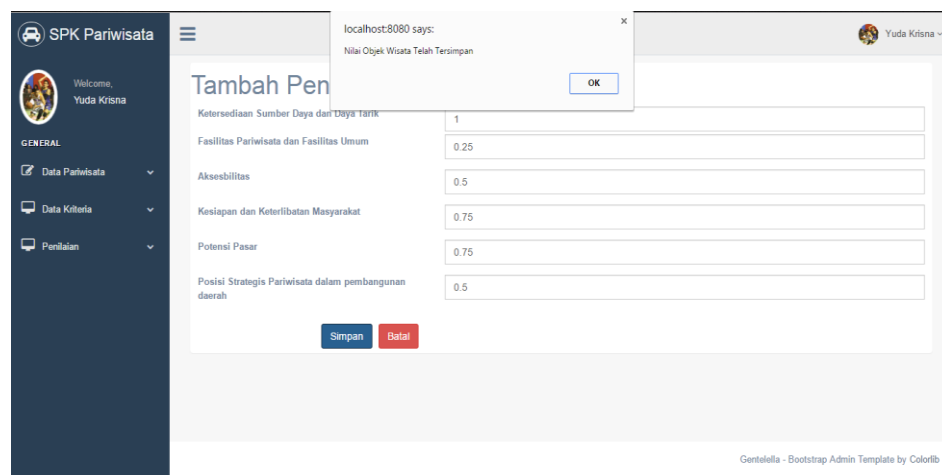 SPK Pariwisata
Welcome,
Yuda Krisna
GENERAL
Data Pariwisata
Data Kriteria
Penilaian
localhost:8080 says:
x
Nilai Objek Wisata Telah Tersimpan
OK
Yuda Krisna
Tambah Pen
Ketersediaan Sumber Daya dan Daya Tarik
1
Fasilitas Pariwisata dan Fasilitas Umum
0.25
Aksesbilitas
0.5
Kesiapan dan Keterlibatan Masyarakat
0.75
Potensi Pasar
0.75
Posisi Strategis Pariwisata dalam pembangunan
daerah
0.5
Simpan
Batal
Gentelella - Bootstrap Admin Template by Colorlib